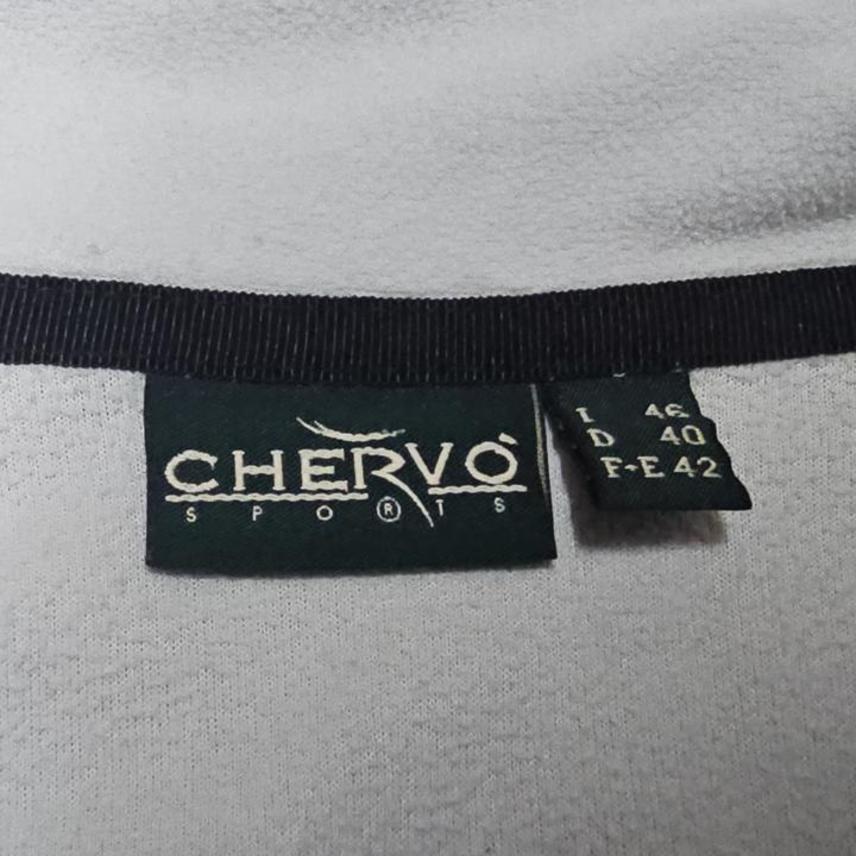 CHERVÒ
SPORTS
®
I 46
D 40
F-E 42